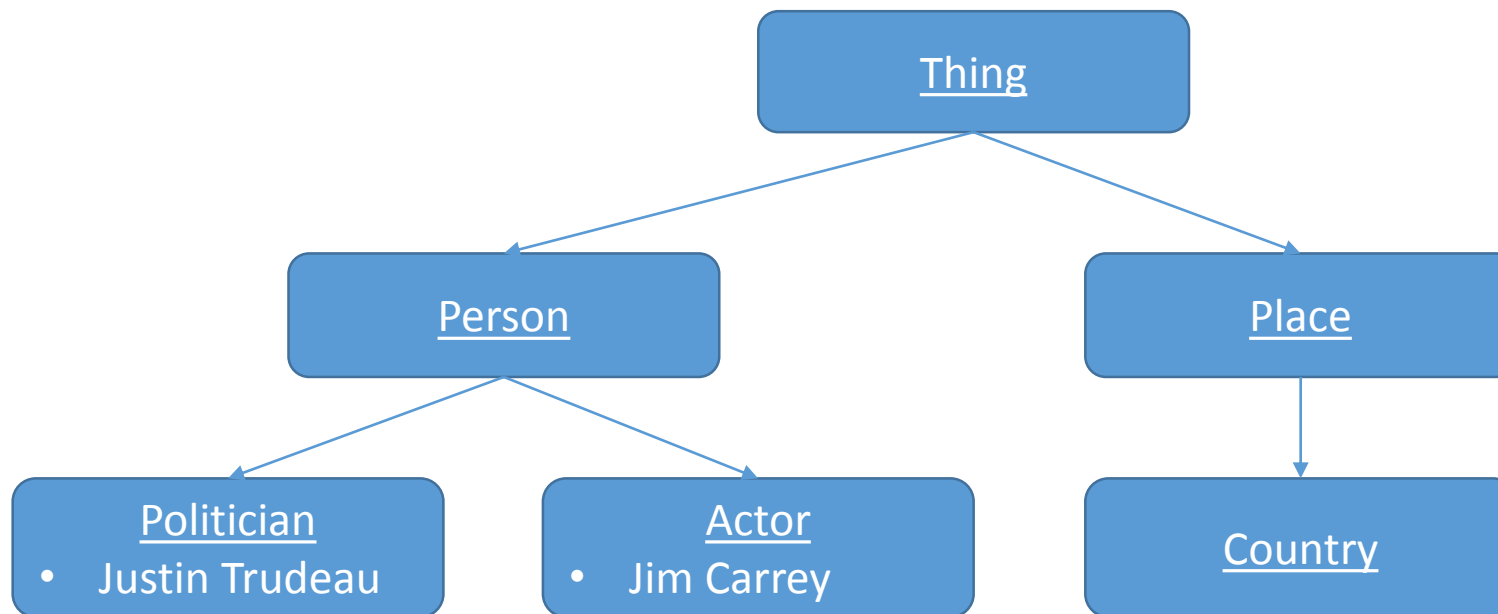 Thing
Person
Place
Politician
• Justin Trudeau
Actor
• Jim Carrey
Country